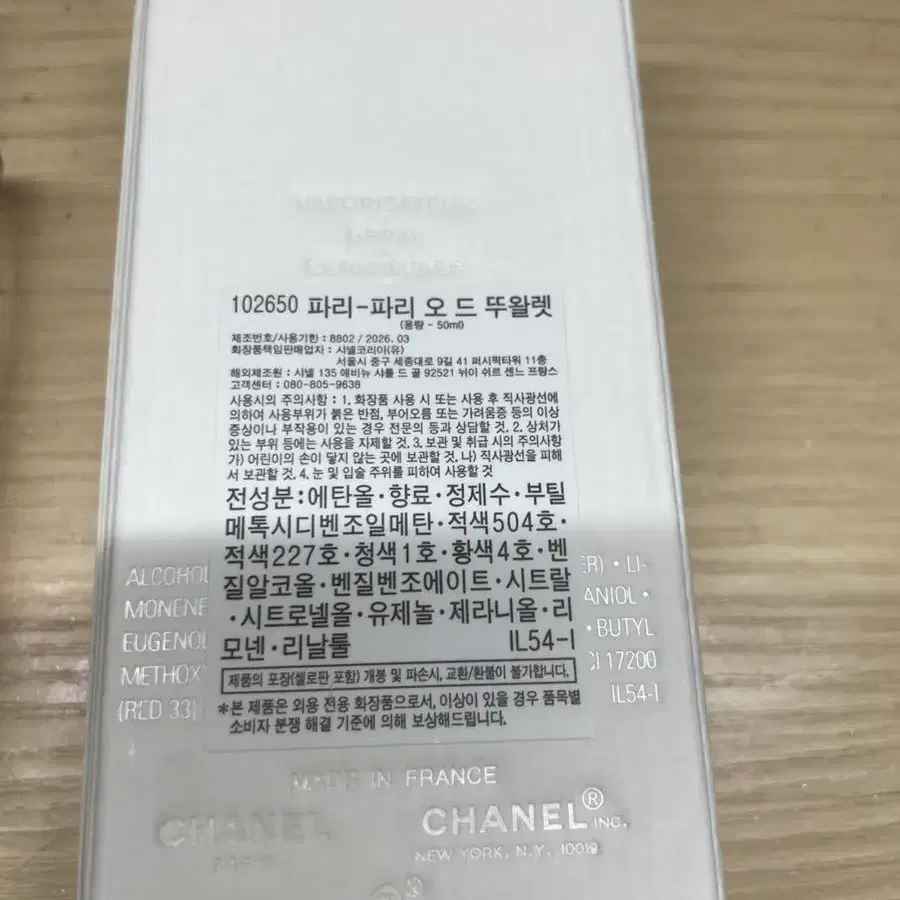 VAPORISATEUR
SPRAY
102650 파리-파리 오 드 뚜왈렛
(용량 - 50ml)
제조번호/사용기한 : 8802 / 2026.03
화장품책임판매업자 : 샤넬코리아(유)
서울시 중구 세종대로 9길 41 퍼시픽타워 11층
해외제조원 : 샤넬 135 애비뉴 샤를 드 골 92521 뉘이 쉬르 센느 프랑스
고객센터 : 080-805-9638
사용시의 주의사항 : 1. 화장품 사용 시 또는 사용 후 직사광선에
의하여 사용부위가 붉은 반점, 부어오름 또는 가려움증 등의 이상
증상이나 부작용이 있는 경우 전문의 등과 상담할 것. 2. 상처가
있는 부위 등에는 사용을 자제할 것. 3. 보관 및 취급 시의 주의사항
가) 어린이의 손이 닿지 않는 곳에 보관할 것. 나) 직사광선을 피해
서 보관할 것. 4. 눈 및 입술 주위를 피하여 사용할 것
전성분:에탄올·향료·정제수·부틸
메톡시디벤조일메탄·적색504호·
적색227호·청색1호·황색4호·벤
질알코올·벤질벤조에이트·시트랄
·시트로넬올·유제놀·제라니올·리
모넨·리날룰 IL54-I
제품의 포장(셀로판 포함) 개봉 및 파손시, 교환/환불이 불가합니다.
*본 제품은 외용 전용 화장품으로서, 이상이 있을 경우 품목별
소비자 분쟁 해결 기준에 의해 보상해드립니다.
ALCOHOL ER) · LI-
MONENE ANIOL ·
EUGENOL · BUTYL
METHOX CI 17200
(RED 33) IL54-I
MADE IN FRANCE
CHANEL CHANEL® INC.
NEW YORK, N.Y. 10019
®